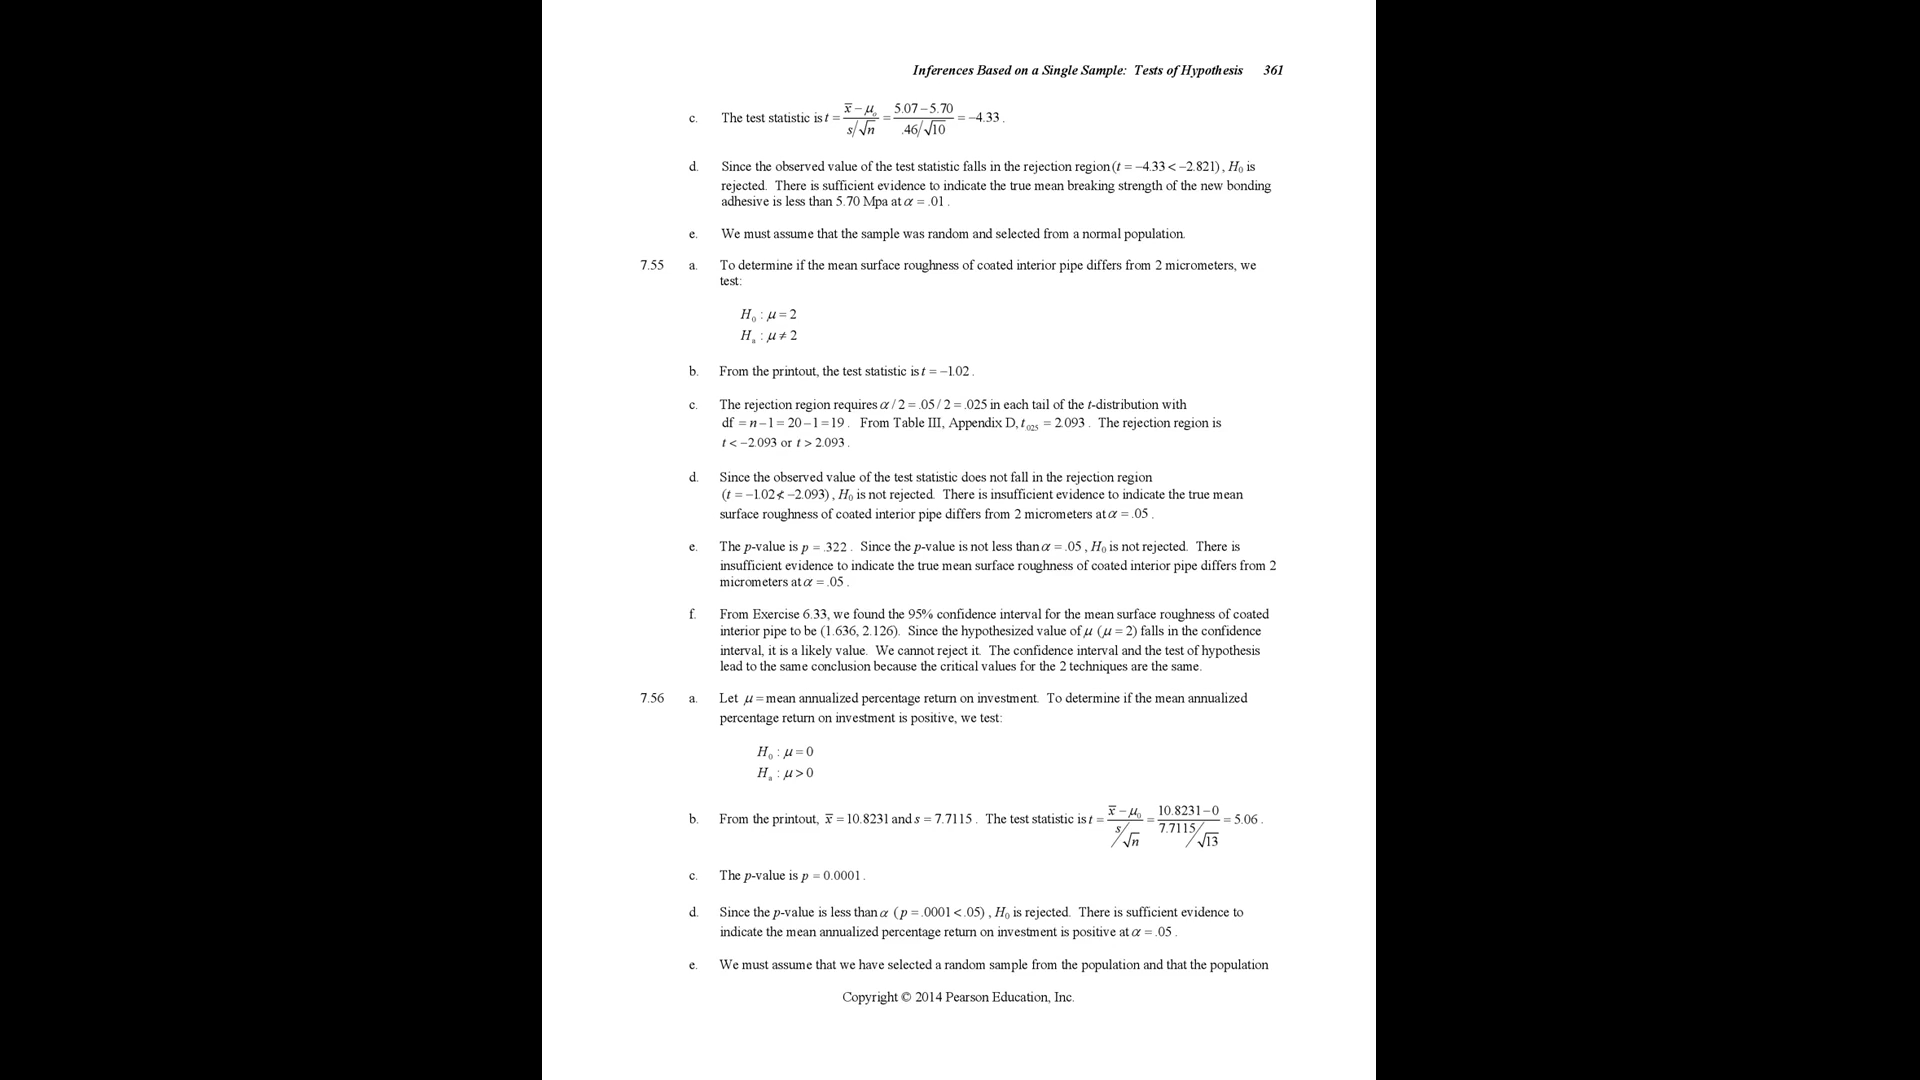 Inferences Based on a Single Sample: Tests of Hypothesis 361
c. The test statistic is t = (x̄ − μₒ)/(s/√n) = (5.07 − 5.70)/(.46/√10) = −4.33 .
d. Since the observed value of the test statistic falls in the rejection region (t = −4.33 < −2.821) , H₀ is
rejected. There is sufficient evidence to indicate the true mean breaking strength of the new bonding
adhesive is less than 5.70 Mpa at α = .01 .
e. We must assume that the sample was random and selected from a normal population.
7.55 a. To determine if the mean surface roughness of coated interior pipe differs from 2 micrometers, we
test:
H₀ : μ = 2
Hₐ : μ ≠ 2
b. From the printout, the test statistic is t = −1.02 .
c. The rejection region requires α / 2 = .05 / 2 = .025 in each tail of the t-distribution with
df = n − 1 = 20 − 1 = 19 . From Table III, Appendix D, t.₀₂₅ = 2.093 . The rejection region is
t < −2.093 or t > 2.093 .
d. Since the observed value of the test statistic does not fall in the rejection region
(t = −1.02 ≮ −2.093) , H₀ is not rejected. There is insufficient evidence to indicate the true mean
surface roughness of coated interior pipe differs from 2 micrometers at α = .05 .
e. The p-value is p = .322 . Since the p-value is not less than α = .05 , H₀ is not rejected. There is
insufficient evidence to indicate the true mean surface roughness of coated interior pipe differs from 2
micrometers at α = .05 .
f. From Exercise 6.33, we found the 95% confidence interval for the mean surface roughness of coated
interior pipe to be (1.636, 2.126). Since the hypothesized value of μ (μ = 2) falls in the confidence
interval, it is a likely value. We cannot reject it. The confidence interval and the test of hypothesis
lead to the same conclusion because the critical values for the 2 techniques are the same.
7.56 a. Let μ = mean annualized percentage return on investment. To determine if the mean annualized
percentage return on investment is positive, we test:
H₀ : μ = 0
Hₐ : μ > 0
b. From the printout, x̄ = 10.8231 and s = 7.7115 . The test statistic is t = (x̄ − μ₀)/(s/√n) = (10.8231 − 0)/(7.7115/√13) = 5.06 .
c. The p-value is p = 0.0001 .
d. Since the p-value is less than α (p = .0001 < .05) , H₀ is rejected. There is sufficient evidence to
indicate the mean annualized percentage return on investment is positive at α = .05 .
e. We must assume that we have selected a random sample from the population and that the population
Copyright © 2014 Pearson Education, Inc.